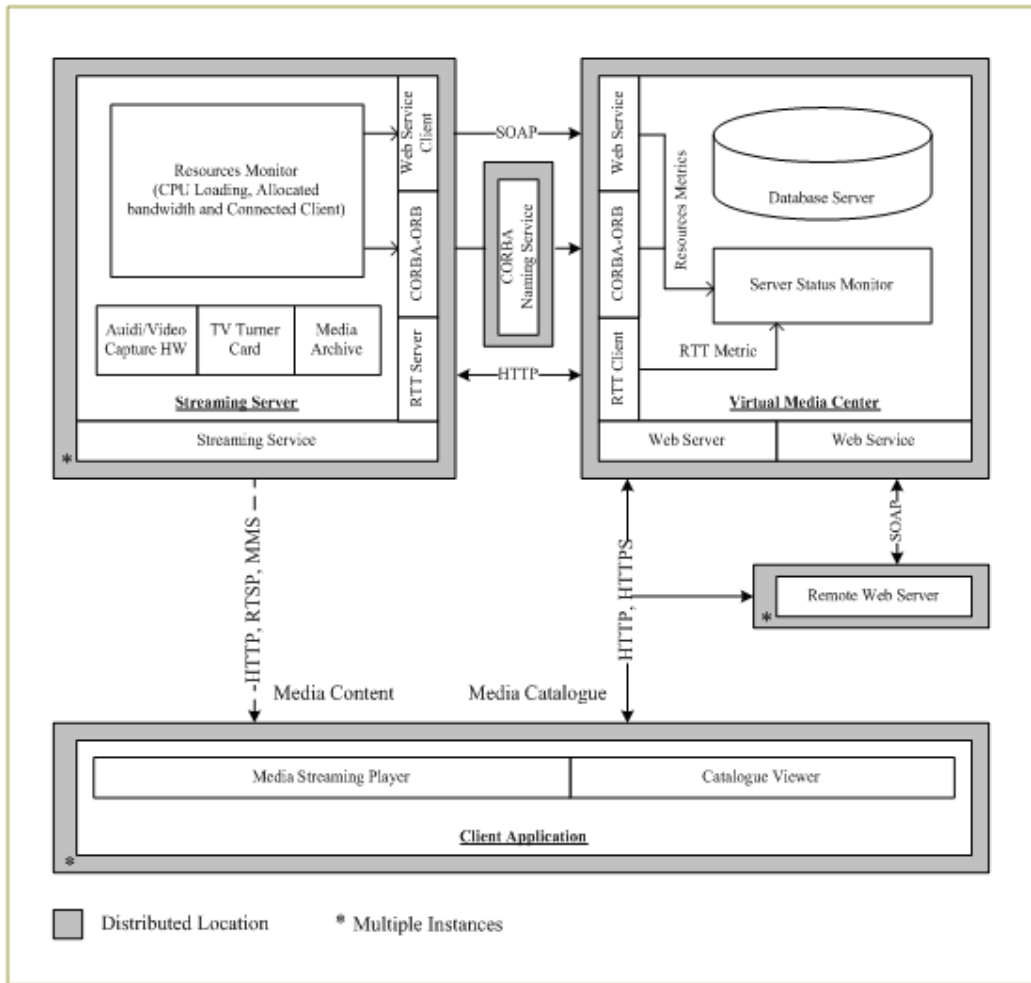 Resources Monitor
(CPU Loading, Allocated
bandwidth and Connected Client)
Web Service
Client
CORBA-ORB
RTT Server
Auidi/Video
Capture HW
TV Turner
Card
Media
Archive
Streaming Server
Streaming Service
*
SOAP
CORBA
Naming Service
HTTP
Web Service
CORBA-ORB
RTT Client
Resources Metrics
Database Server
Server Status Monitor
RTT Metric
Virtual Media Center
Web Server
Web Service
HTTP, RTSP, MMS
HTTP, HTTPS
SOAP
Remote Web Server
*
Media Content
Media Catalogue
Media Streaming Player
Catalogue Viewer
Client Application
*
Distributed Location
* Multiple Instances